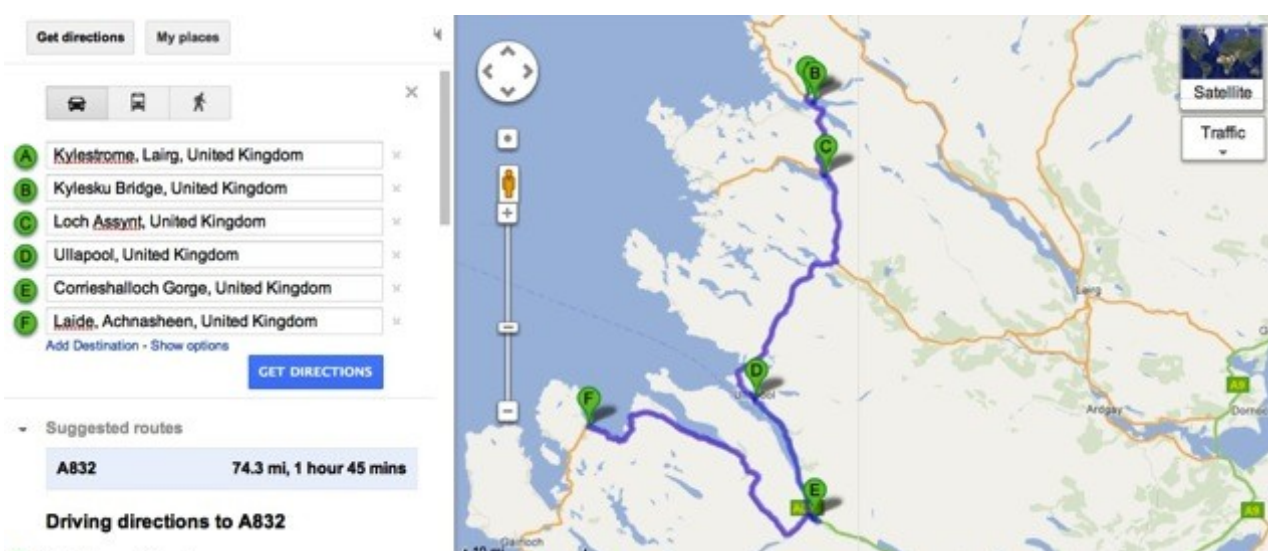 Get directions
My places
A Kylestrome, Lairg, United Kingdom
B Kylesku Bridge, United Kingdom
C Loch Assynt, United Kingdom
D Ullapool, United Kingdom
E Corrieshalloch Gorge, United Kingdom
F Laide, Achnasheen, United Kingdom
Add Destination - Show options
GET DIRECTIONS
Suggested routes
A832
74.3 mi, 1 hour 45 mins
Driving directions to A832
B
C
D
E
F
Satellite
Traffic
Lairg
Ardgay
A9
A9